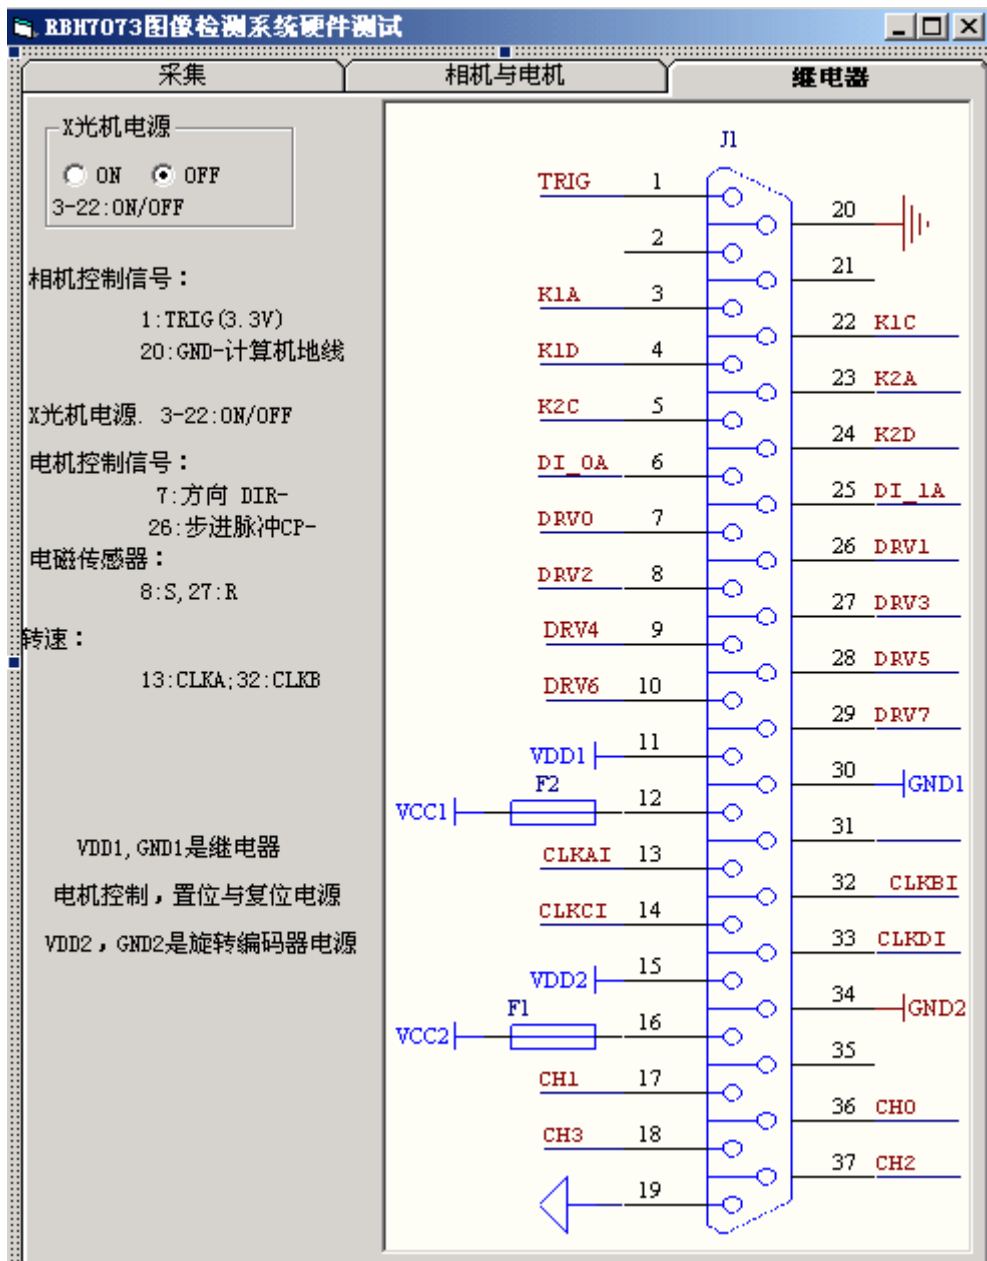 RBH7073图像检测系统硬件测试
采集
相机与电机
继电器
X光机电源
ON OFF
3-22:ON/OFF
相机控制信号：
1:TRIG(3.3V)
20:GND-计算机地线
X光机电源. 3-22:ON/OFF
电机控制信号：
7:方向 DIR-
26:步进脉冲CP-
电磁传感器：
8:S,27:R
转速：
13:CLKA;32:CLKB
VDD1,GND1是继电器
电机控制，置位与复位电源
VDD2，GND2是旋转编码器电源
J1
TRIG 1
20
2
21
K1A 3
22 K1C
K1D 4
23 K2A
K2C 5
24 K2D
DI_0A 6
25 DI_1A
DRV0 7
26 DRV1
DRV2 8
27 DRV3
DRV4 9
28 DRV5
DRV6 10
29 DRV7
VDD1 11
30 GND1
F2
VCC1 12
31
CLKAI 13
32 CLKBI
CLKCI 14
33 CLKDI
VDD2 15
34 GND2
F1
VCC2 16
35
CH1 17
36 CH0
CH3 18
37 CH2
19